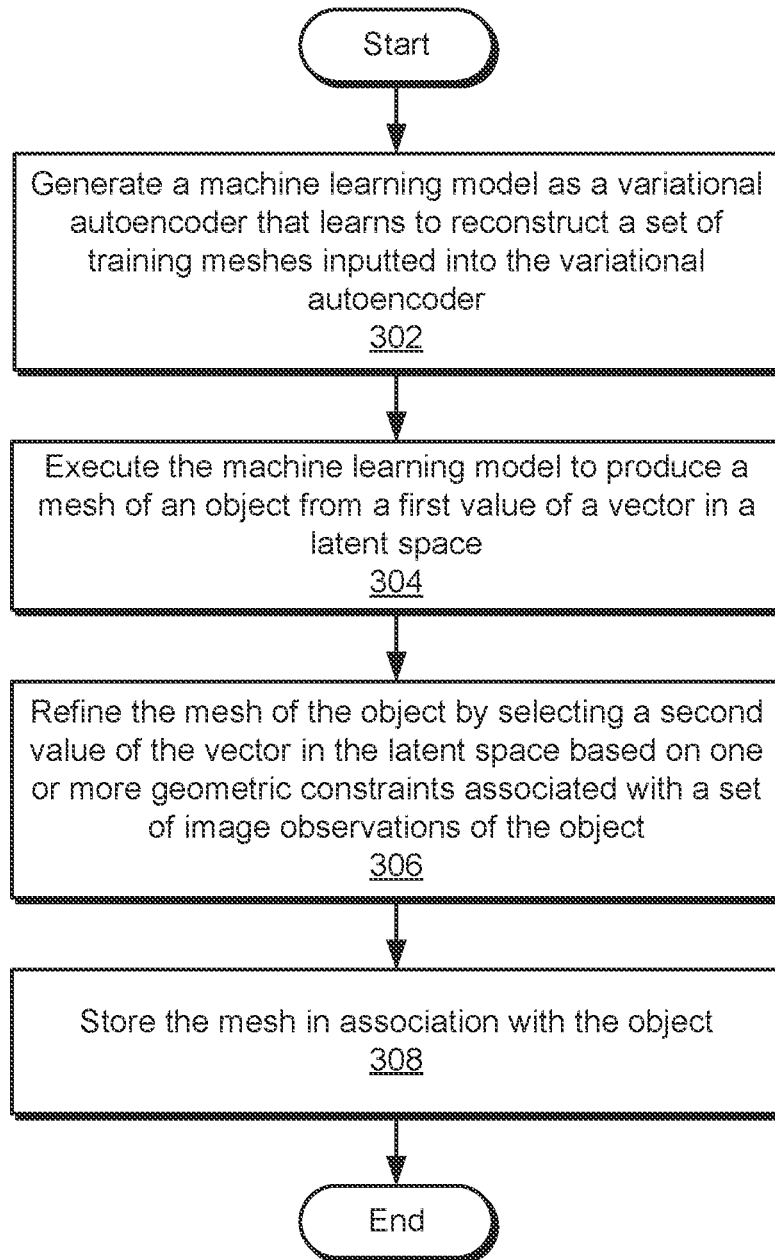 Start
Generate a machine learning model as a variational
autoencoder that learns to reconstruct a set of
training meshes inputted into the variational
autoencoder
302
Execute the machine learning model to produce a
mesh of an object from a first value of a vector in a
latent space
304
Refine the mesh of the object by selecting a second
value of the vector in the latent space based on one
or more geometric constraints associated with a set
of image observations of the object
306
Store the mesh in association with the object
308
End